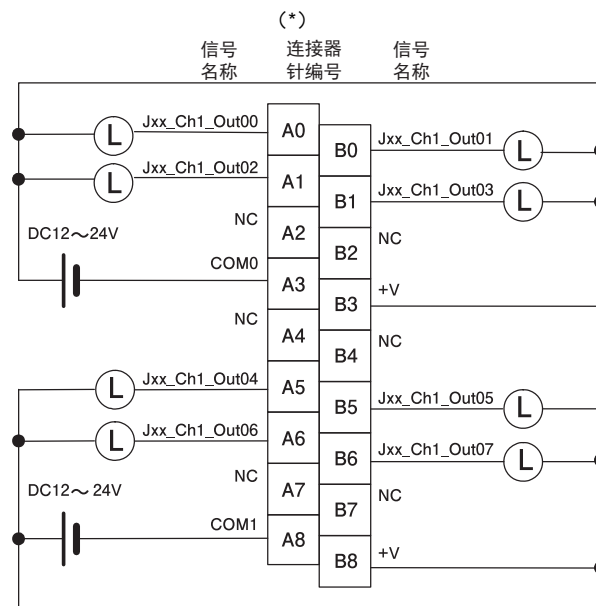 (*)
信号 连接器 信号
名称 针编号 名称
L Jxx_Ch1_Out00 A0
B0 Jxx_Ch1_Out01 L
L Jxx_Ch1_Out02 A1
B1 Jxx_Ch1_Out03 L
NC A2
B2 NC
DC12～24V
COM0 A3
B3 +V
NC A4
B4 NC
L Jxx_Ch1_Out04 A5
B5 Jxx_Ch1_Out05 L
L Jxx_Ch1_Out06 A6
B6 Jxx_Ch1_Out07 L
NC A7
B7 NC
DC12～24V
COM1 A8
B8 +V